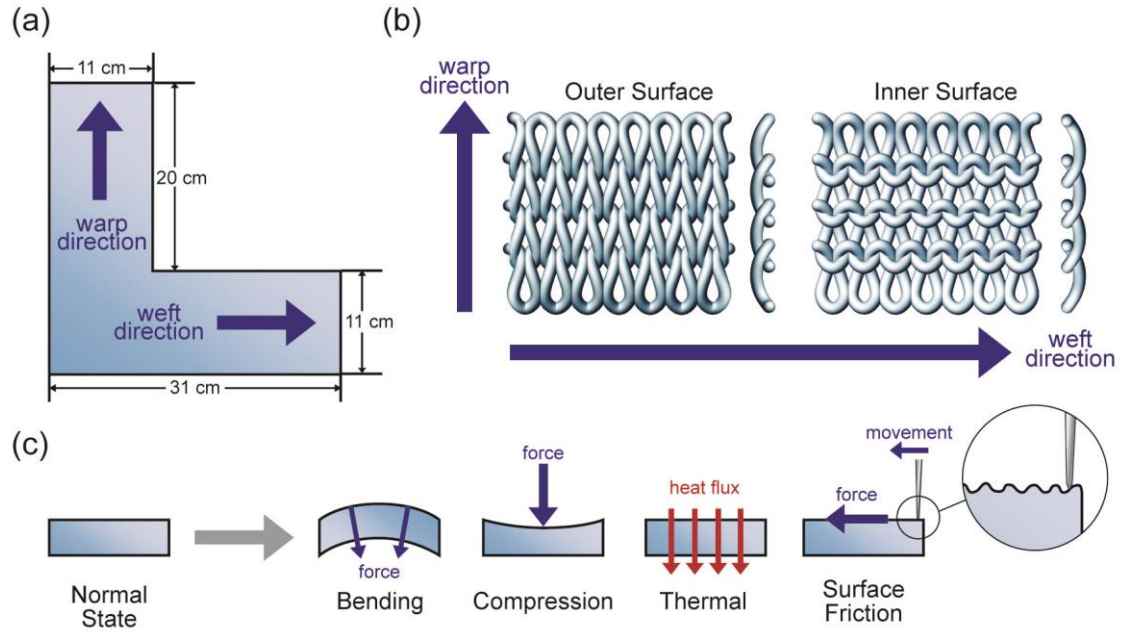 (a)
11 cm
20 cm
warp
direction
weft
direction
11 cm
31 cm
(b)
warp
direction
Outer Surface
Inner Surface
weft
direction
(c)
Normal
State
force
Bending
force
Compression
heat flux
Thermal
movement
force
Surface
Friction